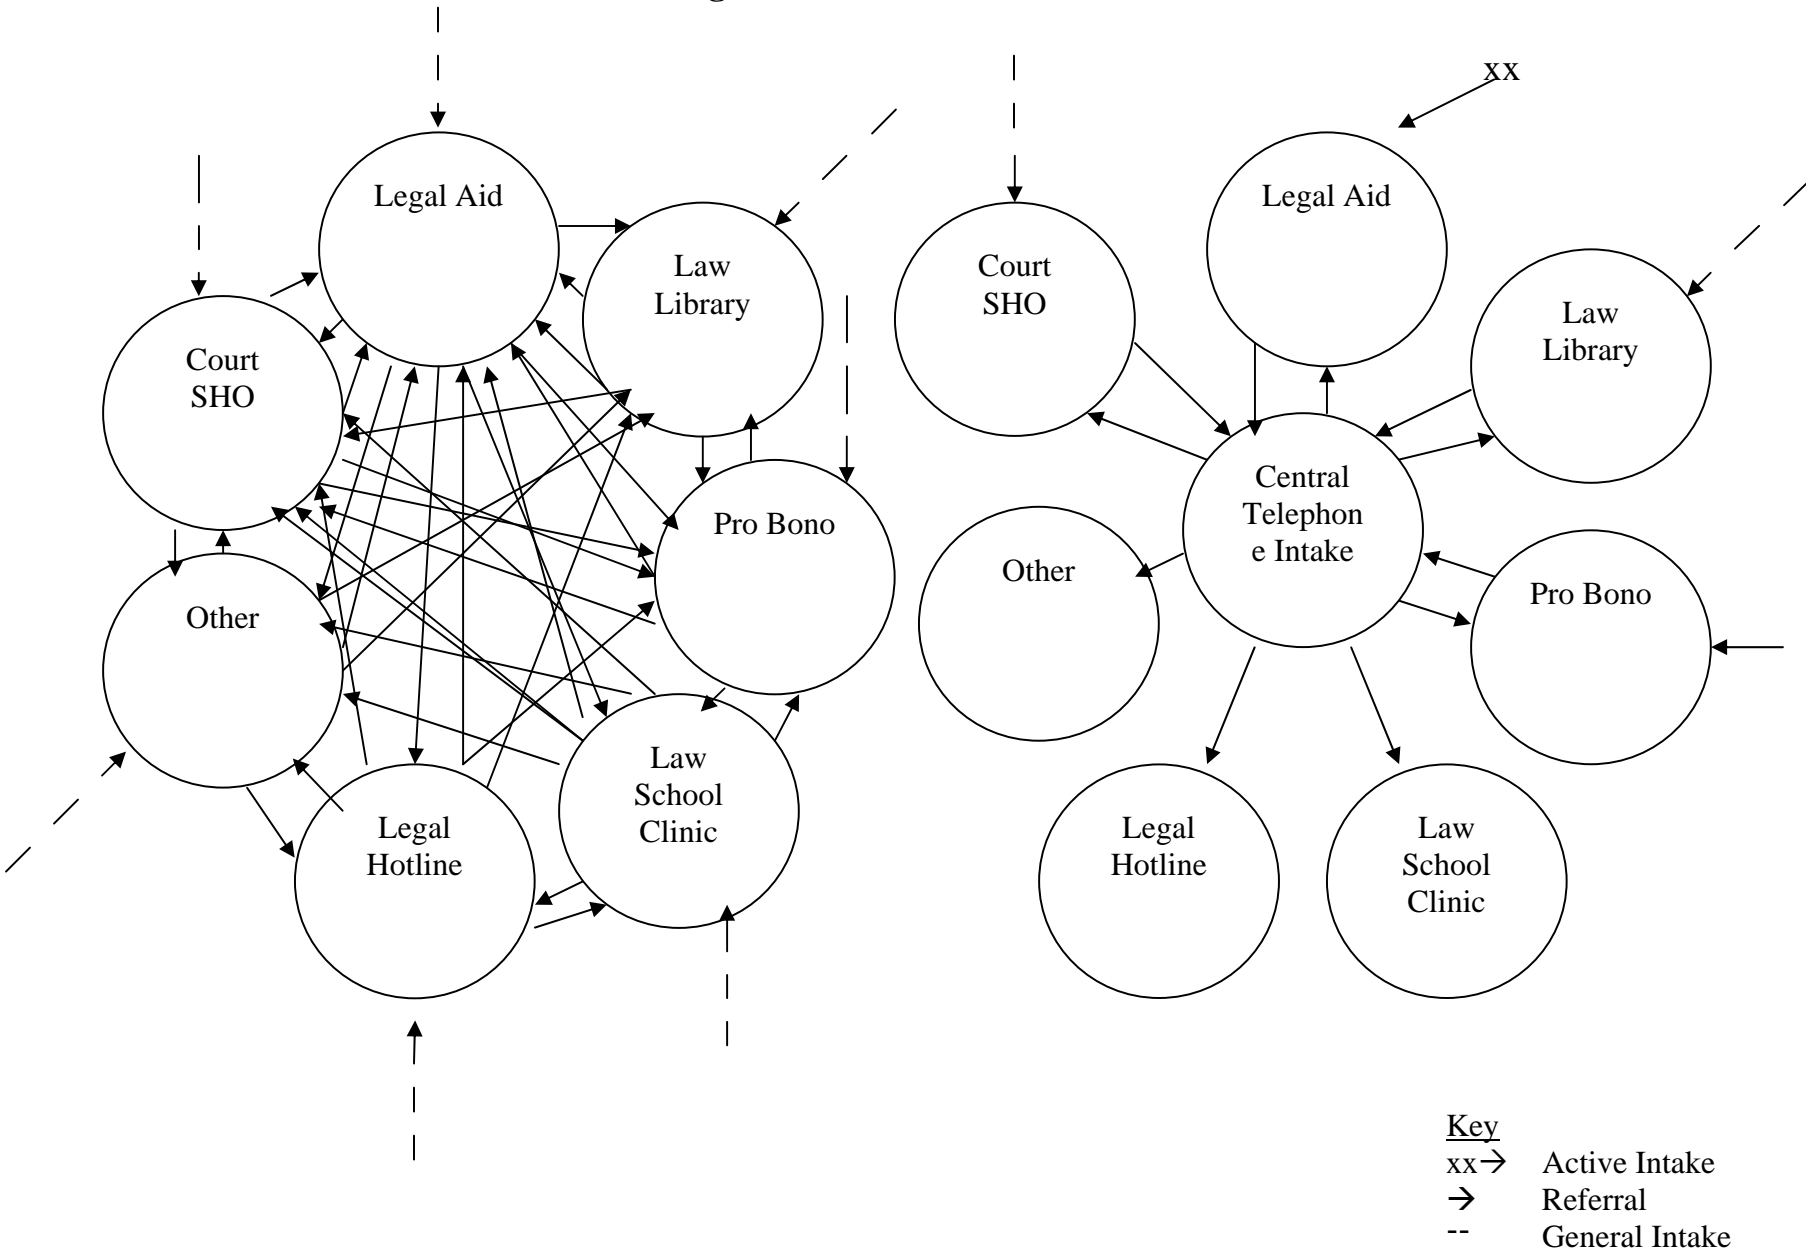 xx
Legal Aid
Law
Library
Court
SHO
Pro Bono
Other
Law
School
Clinic
Legal
Hotline
Legal Aid
Court
SHO
Law
Library
Central
Telephon
e Intake
Other
Pro Bono
Legal
Hotline
Law
School
Clinic
Key
xx→ Active Intake
→ Referral
-- General Intake